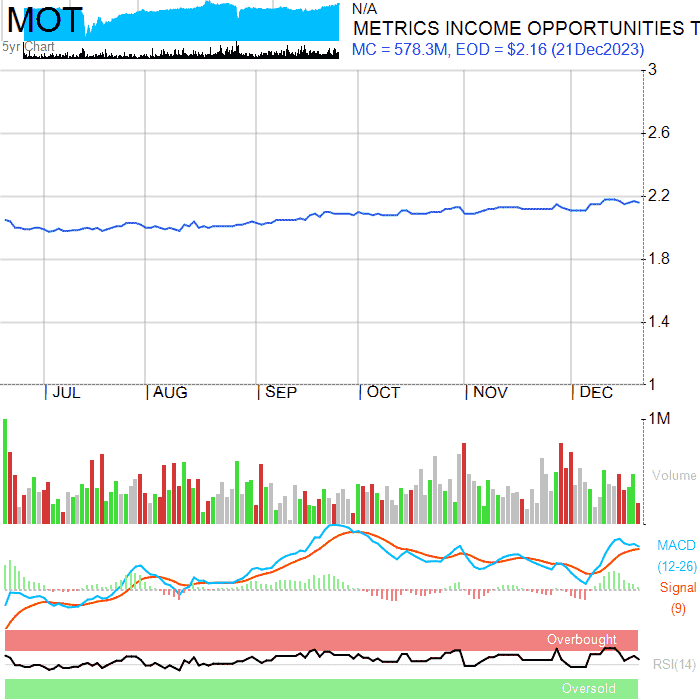 MOT
5yr Chart
N/A
METRICS INCOME OPPORTUNITIES T
MC = 578.3M, EOD = $2.16 (21Dec2023)
3
2.6
2.2
1.8
1.4
1
JUL AUG SEP OCT NOV DEC
1M
Volume
MACD
(12-26)
Signal
(9)
Overbought
RSI(14)
Oversold